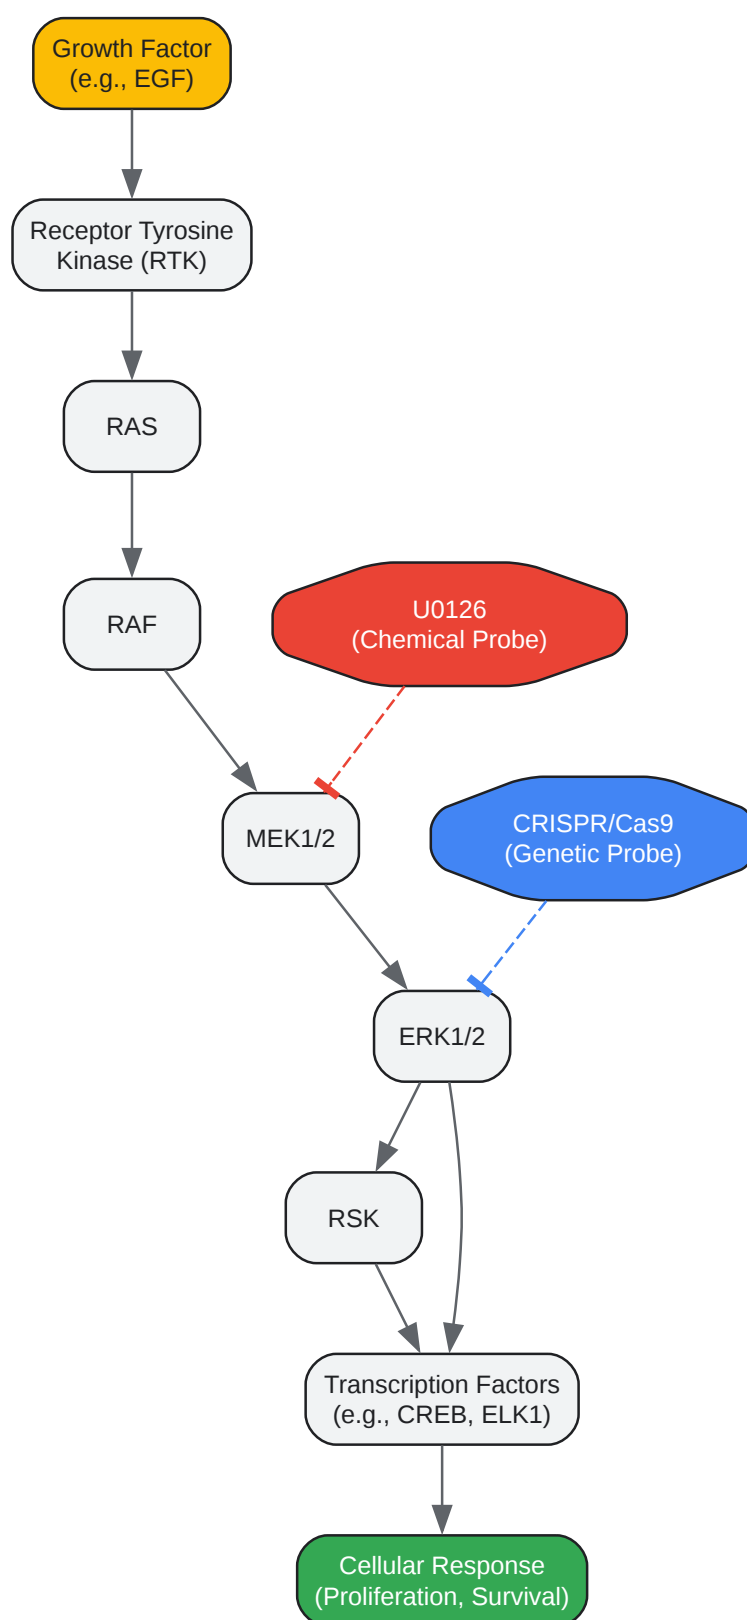 Growth Factor
(e.g., EGF)
Receptor Tyrosine
Kinase (RTK)
RAS
RAF
U0126
(Chemical Probe)
MEK1/2
CRISPR/Cas9
(Genetic Probe)
ERK1/2
RSK
Transcription Factors
(e.g., CREB, ELK1)
Cellular Response
(Proliferation, Survival)